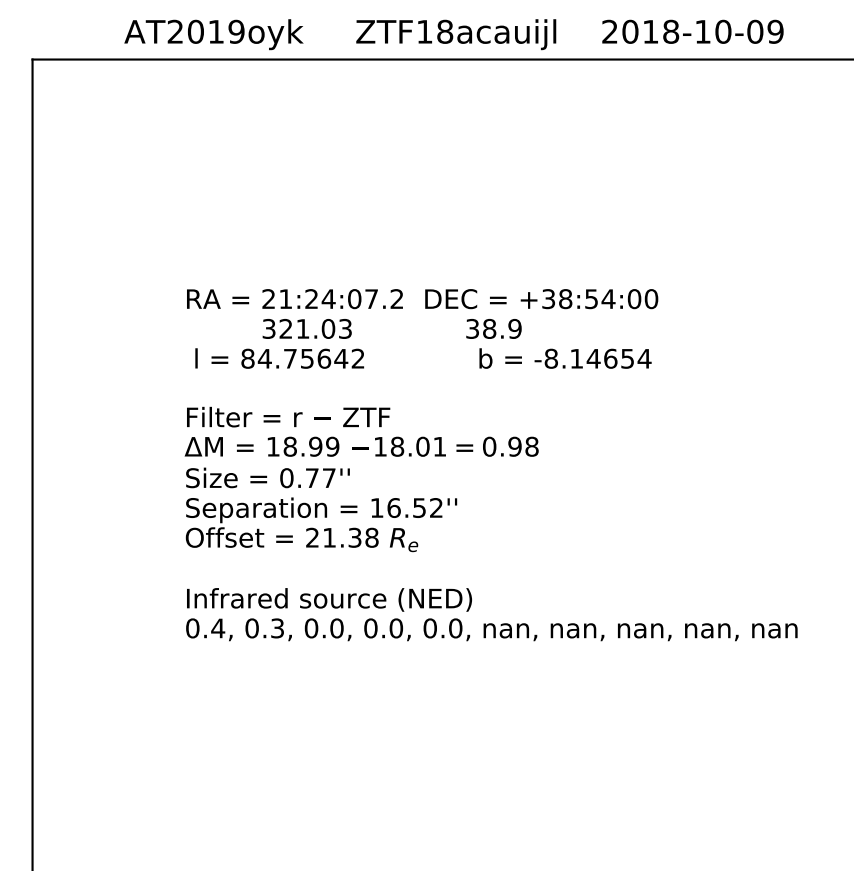 AT2019oyk ZTF18acauijl 2018-10-09
RA = 21:24:07.2 DEC = +38:54:00
321.03 38.9
l = 84.75642 b = -8.14654
Filter = r − ZTF
ΔM = 18.99 −18.01 = 0.98
Size = 0.77''
Separation = 16.52''
Offset = 21.38 Re
Infrared source (NED)
0.4, 0.3, 0.0, 0.0, 0.0, nan, nan, nan, nan, nan